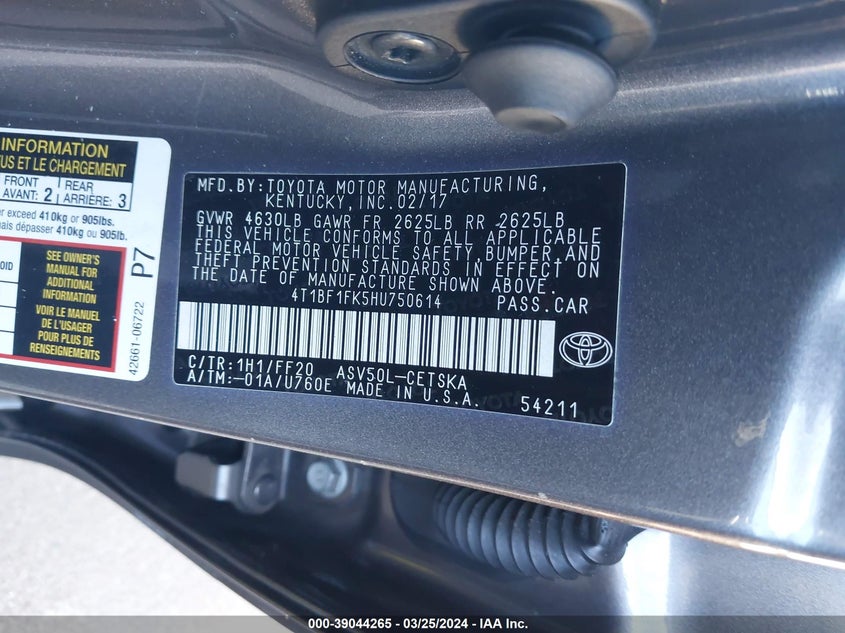 INFORMATION
US ET LE CHARGEMENT
FRONT
AVANT: 2
REAR
ARRIÈRE: 3
er exceed 410kg or 905lbs.
nais dépasser 410kg ou 905lb.
SEE OWNER'S
MANUAL FOR
ADDITIONAL
INFORMATION
VOIR LE MANUEL
DE L'USAGER
POUR PLUS DE
RENSEIGNEMENTS
P7
42661-06722
MFD.BY:TOYOTA MOTOR MANUFACTURING,
KENTUCKY, INC.02/17
GVWR 4630LB GAWR FR 2625LB RR 2625LB
THIS VEHICLE CONFORMS TO ALL APPLICABLE
FEDERAL MOTOR VEHICLE SAFETY, BUMPER, AND
THEFT PREVENTION STANDARDS IN EFFECT ON
THE DATE OF MANUFACTURE SHOWN ABOVE.
4T1BF1FK5HU750614 PASS.CAR
C/TR:1H1/FF20 ASV50L-CETSKA
A/TM:-01A/U760E MADE IN U.S.A. 54211
000-39044265 - 03/25/2024 - IAA Inc.